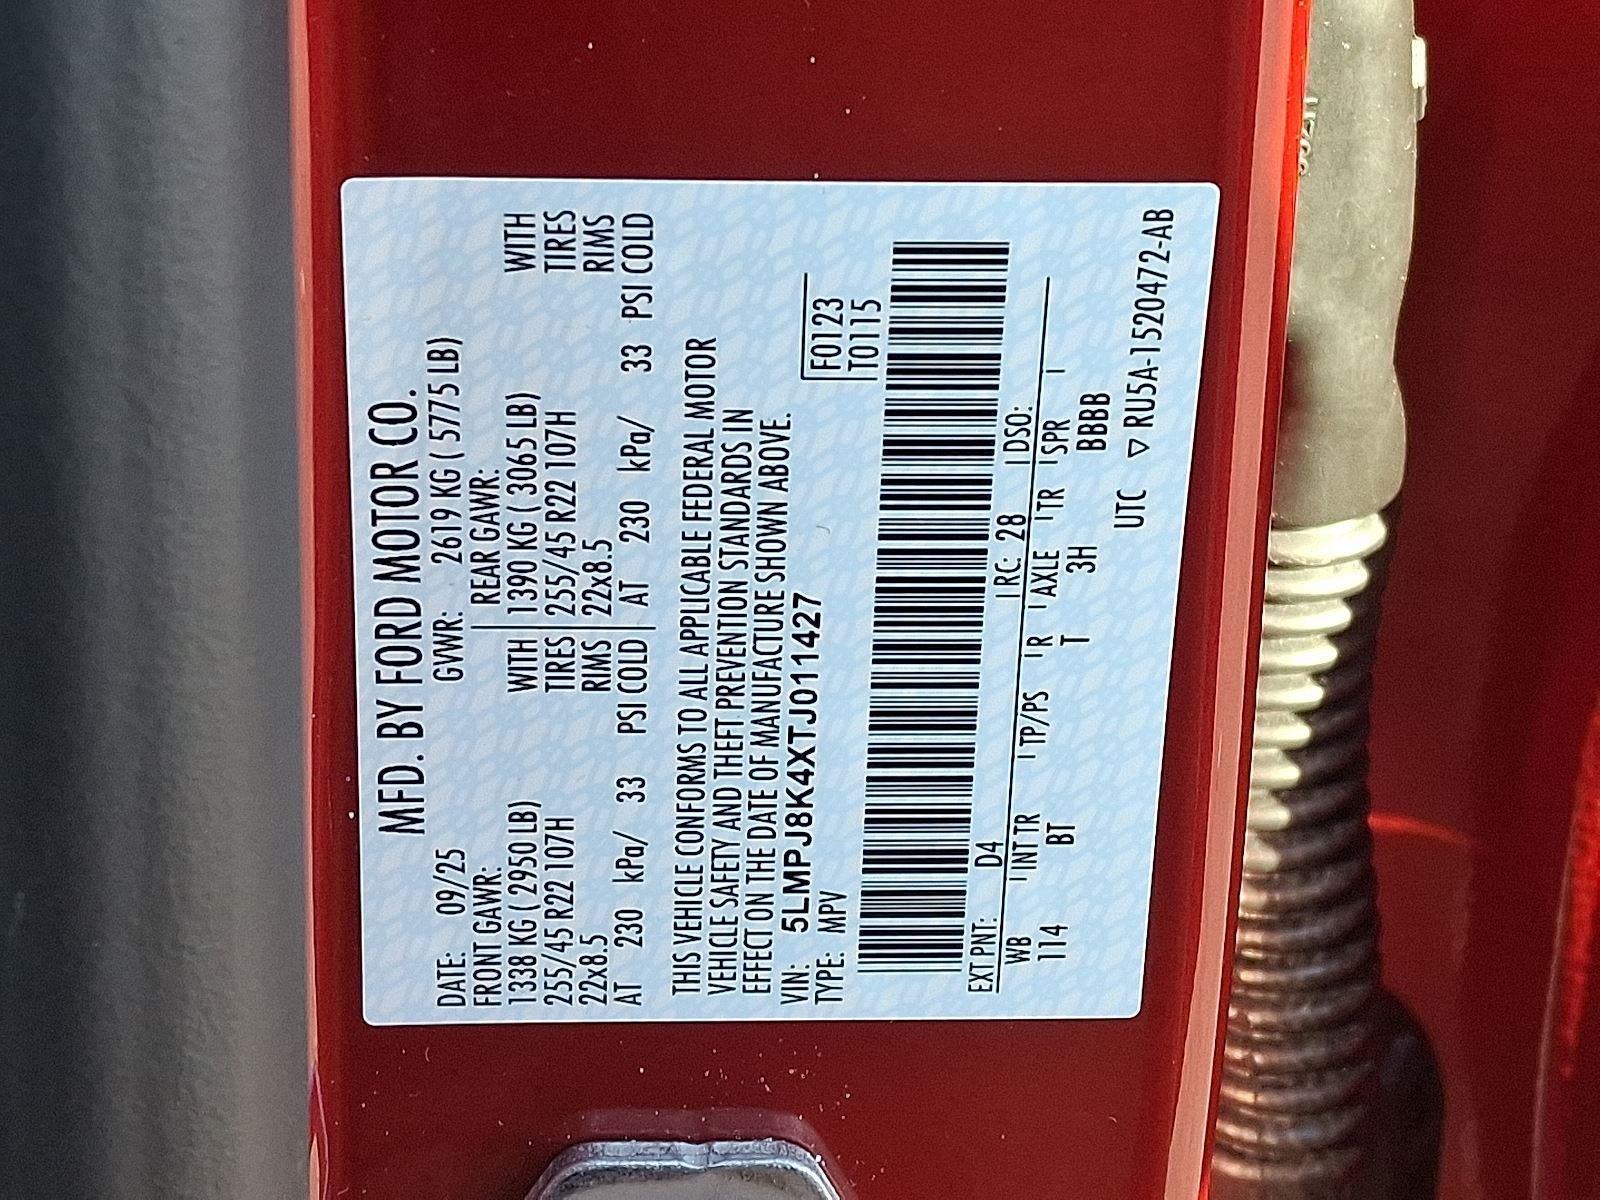 MFD. BY FORD MOTOR CO.
DATE: 09/25 GWWR: 2619 KG ( 5775 LB)
FRONT GAWR: REAR GAWR:
1338 KG ( 2950 LB) WITH 1390 KG ( 3065 LB) WITH
255/45 R22 107H TIRES 255/45 R22 107H TIRES
22x8.5 RIMS 22x8.5 RIMS
AT 230 kPa/ 33 PSI COLD AT 230 kPa/ 33 PSI COLD
THIS VEHICLE CONFORMS TO ALL APPLICABLE FEDERAL MOTOR
VEHICLE SAFETY AND THEFT PREVENTION STANDARDS IN
EFFECT ON THE DATE OF MANUFACTURE SHOWN ABOVE.
VIN: 5LMPJ8K4XTJ011427 F0123
TYPE: MPV T0115
EXT PNT: D4 RC: 28 DSO:
WB INT TR TP/PS R AXLE TR SPR
114 BT T 3H BBBB
UTC ▽ RU5A-1520472-AB